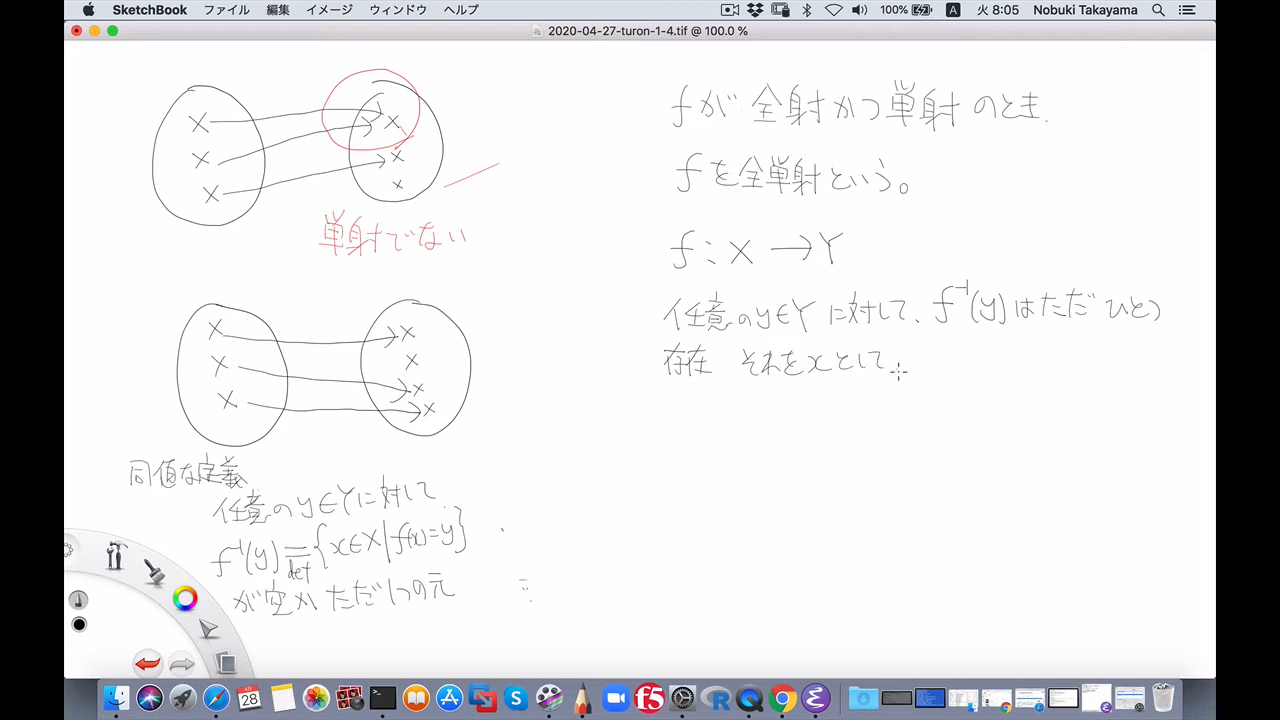 SketchBook ファイル 編集 イメージ ウィンドウ ヘルプ 100% A 火 8:05 Nobuki Takayama
2020-04-27-turon-1-4.tif @ 100.0 %
単射でない
同値な定義
任意のy∈Yに対して
f⁻¹(y) = {x∈X | f(x)=y}
def
が空か ただ1つの元
fが 全射かつ単射 のとき.
fを全単射という。
f : X → Y
任意のy∈Y に対して、f⁻¹(y)はただ ひとつ
存在 それをxとして
28
f5
R